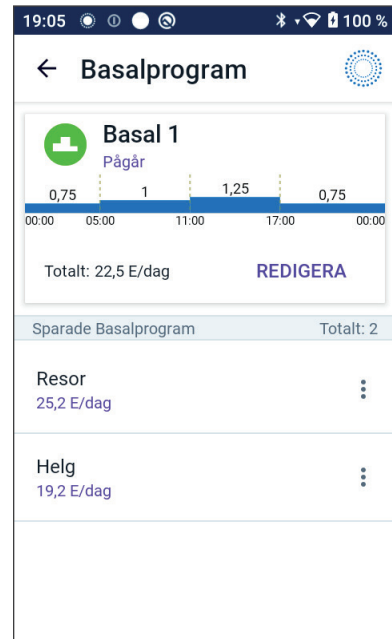 19:05 100 %
Basalprogram
Basal 1
Pågår
0,75 1 1,25 0,75
00:00 05:00 11:00 17:00 00:00
Totalt: 22,5 E/dag REDIGERA
Sparade Basalprogram Totalt: 2
Resor
25,2 E/dag
Helg
19,2 E/dag